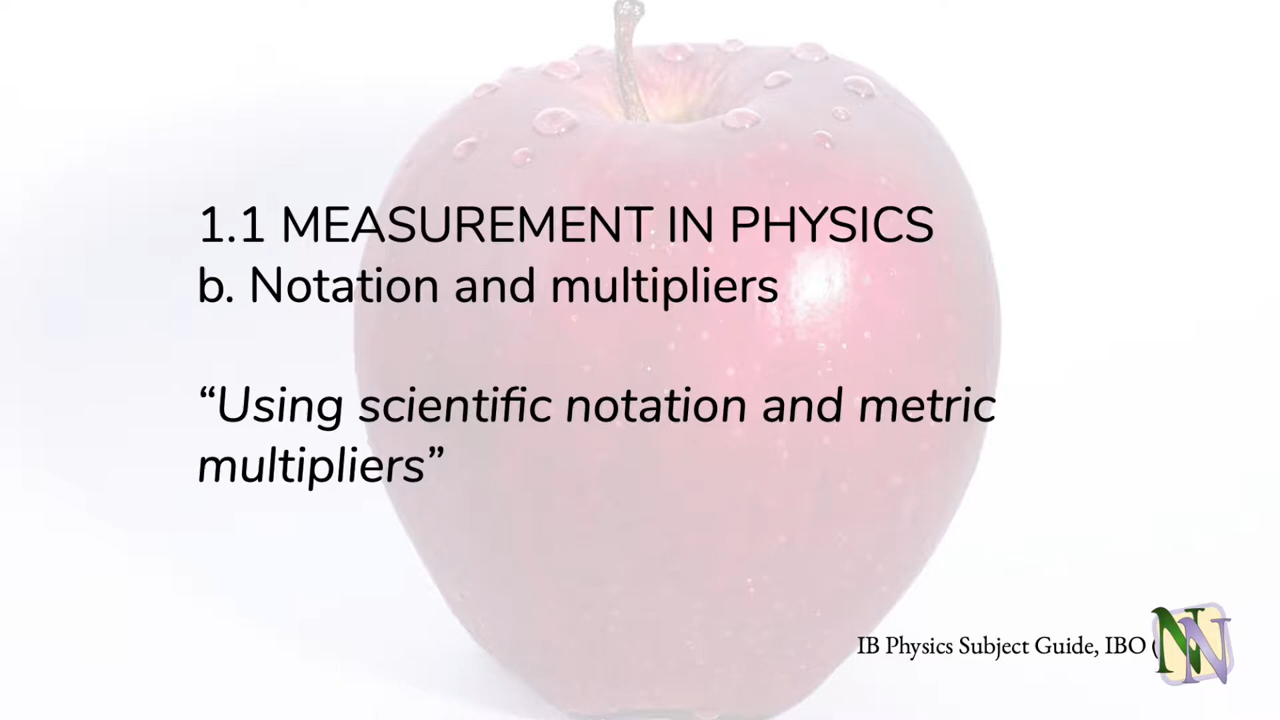 1.1 MEASUREMENT IN PHYSICS
b. Notation and multipliers
“Using scientific notation and metric
multipliers”
IB Physics Subject Guide, IBO (
NN